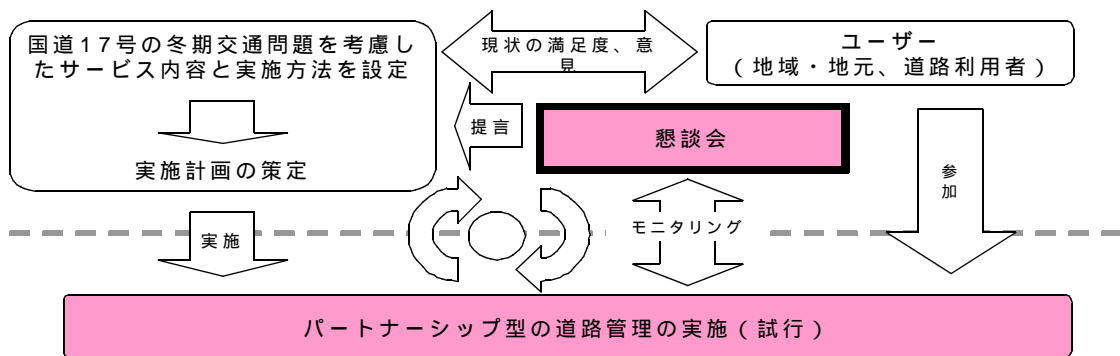 国道17号の冬期交通問題を考慮し
たサービス内容と実施方法を設定
実施計画の策定
現状の満足度、意
見
ユーザー
(地域・地元、道路利用者)
提言
懇談会
参
加
実施
モニタリング
パートナーシップ型の道路管理の実施(試行)